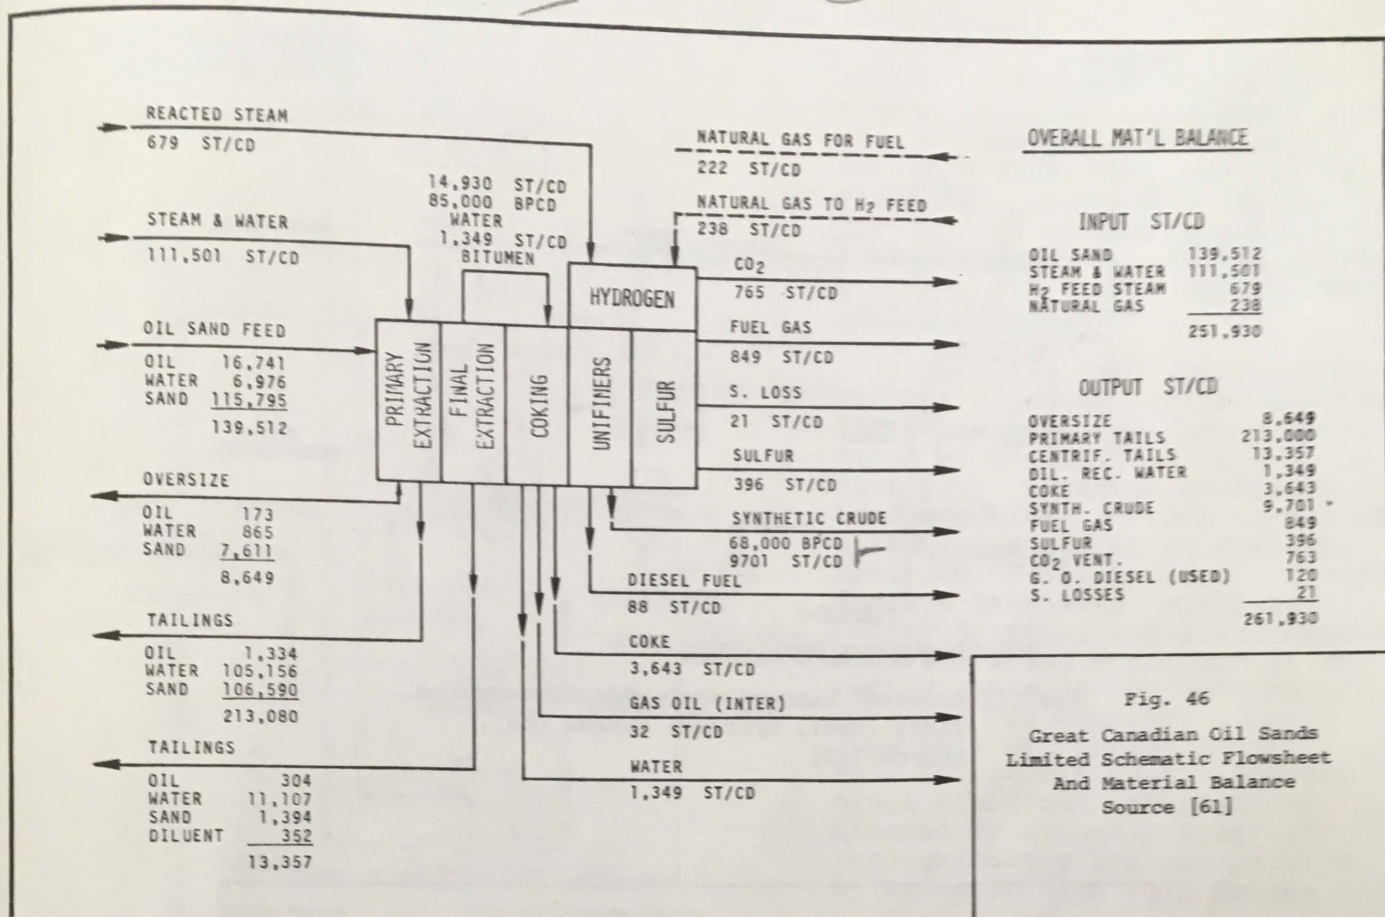 REACTED STEAM
679 ST/CD
STEAM & WATER
111,501 ST/CD
OIL SAND FEED
OIL 16,741
WATER 6,976
SAND 115,795
139,512
OVERSIZE
OIL 173
WATER 865
SAND 7,611
8,649
TAILINGS
OIL 1,334
WATER 105,156
SAND 106,590
213,080
TAILINGS
OIL 304
WATER 11,107
SAND 1,394
DILUENT 352
13,357
14,930 ST/CD
85,000 BPCD
WATER
1,349 ST/CD
BITUMEN
PRIMARY
EXTRACTION
FINAL
EXTRACTION
COKING
HYDROGEN
UNIFINERS
SULFUR
NATURAL GAS FOR FUEL
222 ST/CD
NATURAL GAS TO H2 FEED
238 ST/CD
CO2
765 ST/CD
FUEL GAS
849 ST/CD
S. LOSS
21 ST/CD
SULFUR
396 ST/CD
SYNTHETIC CRUDE
68,000 BPCD
9701 ST/CD
DIESEL FUEL
88 ST/CD
COKE
3,643 ST/CD
GAS OIL (INTER)
32 ST/CD
WATER
1,349 ST/CD
OVERALL MAT'L BALANCE
INPUT ST/CD
OIL SAND 139,512
STEAM & WATER 111,501
H2 FEED STEAM 679
NATURAL GAS 238
251,930
OUTPUT ST/CD
OVERSIZE 8,649
PRIMARY TAILS 213,080
CENTRIF. TAILS 13,357
DIL. REC. WATER 1,349
COKE 3,643
SYNTH. CRUDE 9,701
FUEL GAS 849
SULFUR 396
CO2 VENT. 763
G. O. DIESEL (USED) 120
S. LOSSES 21
261,930
Fig. 46
Great Canadian Oil Sands
Limited Schematic Flowsheet
And Material Balance
Source [61]